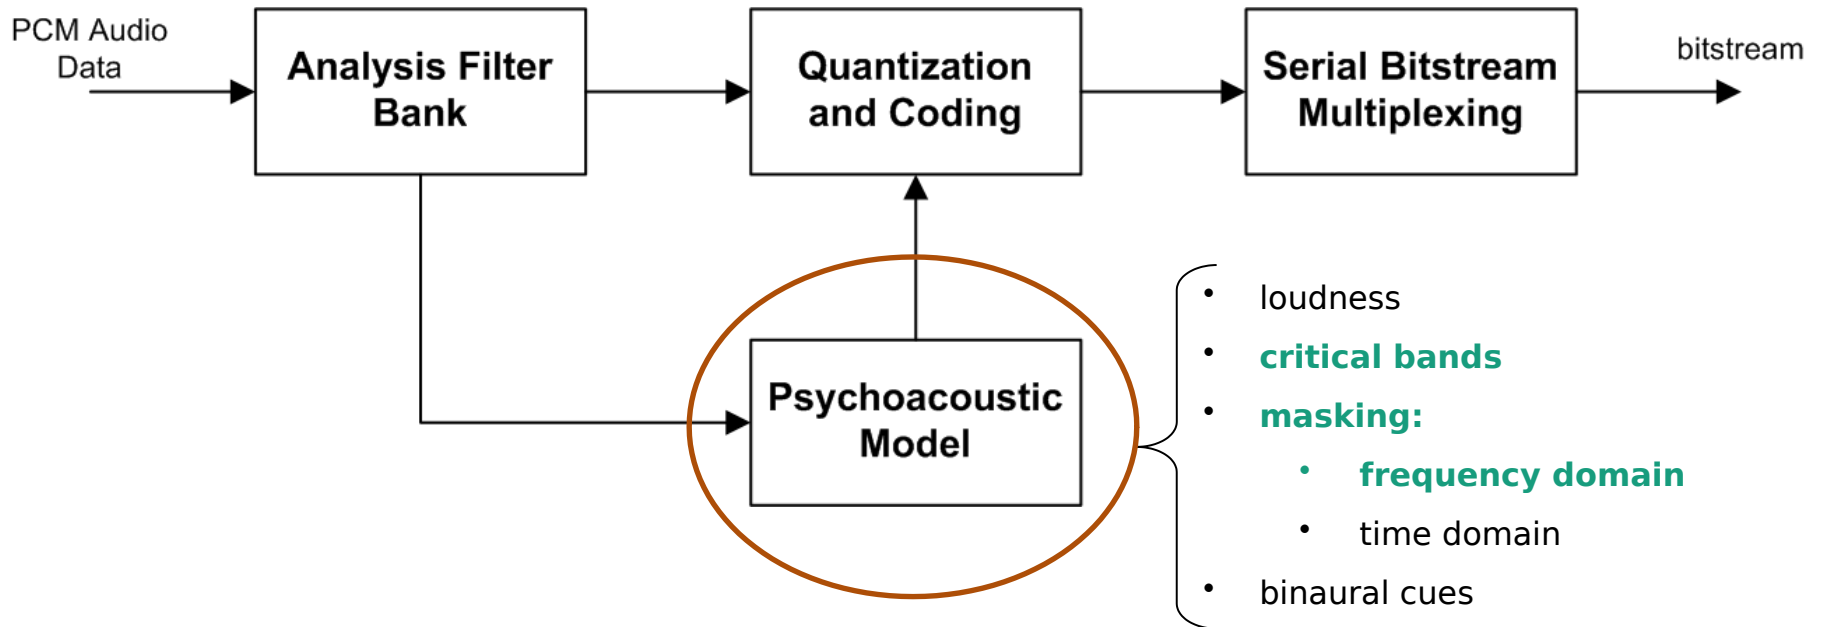 PCM Audio
Data
Analysis Filter
Bank
Quantization
and Coding
Serial Bitstream
Multiplexing
bitstream
Psychoacoustic
Model
• loudness
• critical bands
• masking:
• frequency domain
• time domain
• binaural cues